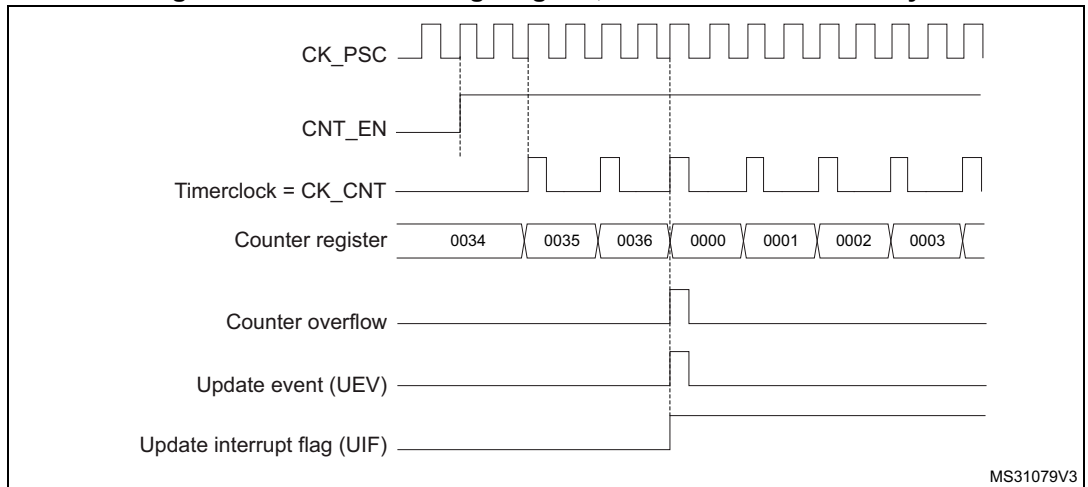 CK_PSC
CNT_EN
Timerclock = CK_CNT
Counter register 0034 0035 0036 0000 0001 0002 0003
Counter overflow
Update event (UEV)
Update interrupt flag (UIF)
MS31079V3